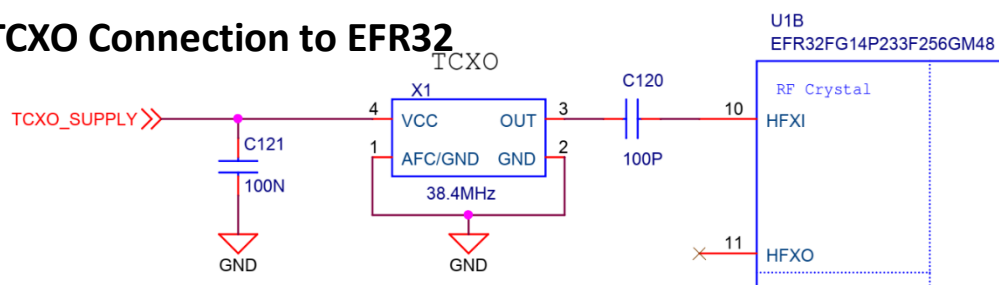 TCXO Connection to EFR32
U1B
EFR32FG14P233F256GM48
TCXO
X1
C120
RF Crystal
TCXO_SUPPLY
4
VCC
OUT
3
10
HFXI
C121
1
AFC/GND
GND
2
100P
100N
38.4MHz
11
HFXO
GND
GND